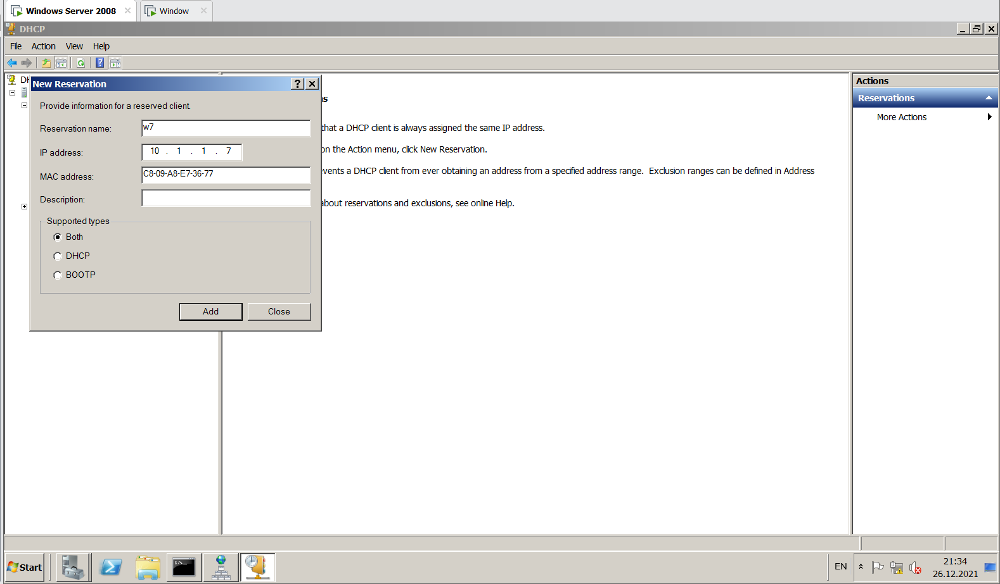 Windows Server 2008
Window
DHCP
File Action View Help
DH
New Reservation
Provide information for a reserved client.
Reservation name: w7
IP address: 10 . 1 . 1 . 7
MAC address: C8-09-A8-E7-36-77
Description:
Supported types
Both
DHCP
BOOTP
Add Close
that a DHCP client is always assigned the same IP address.
on the Action menu, click New Reservation.
events a DHCP client from ever obtaining an address from a specified address range. Exclusion ranges can be defined in Address
about reservations and exclusions, see online Help.
Actions
Reservations
More Actions
Start
C:\
EN
21:34
26.12.2021